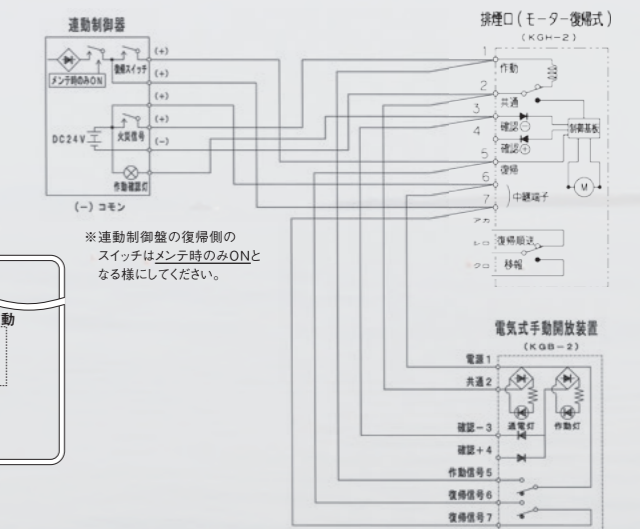 連動制御器
メンテ時のみON
復帰スイッチ
(+)
(+)
(+)
(+)
(-)
DC24V
火災信号
作動確認灯
(-) コモン
※連動制御盤の復帰側の
スイッチはメンテ時のみONと
なる様にしてください。
動
排煙口(モーター復帰式)
(KGH-2)
1
作動
2
共通
3
確認⊖
4
確認⊕
制御基板
5
復帰
6
7
中継端子
M
アカ
シロ
復帰順送
クロ
移報
電気式手動開放装置
(KGB-2)
電源1
共通2
通電灯
作動灯
確認-3
確認+4
作動信号5
復帰信号6
復帰信号7